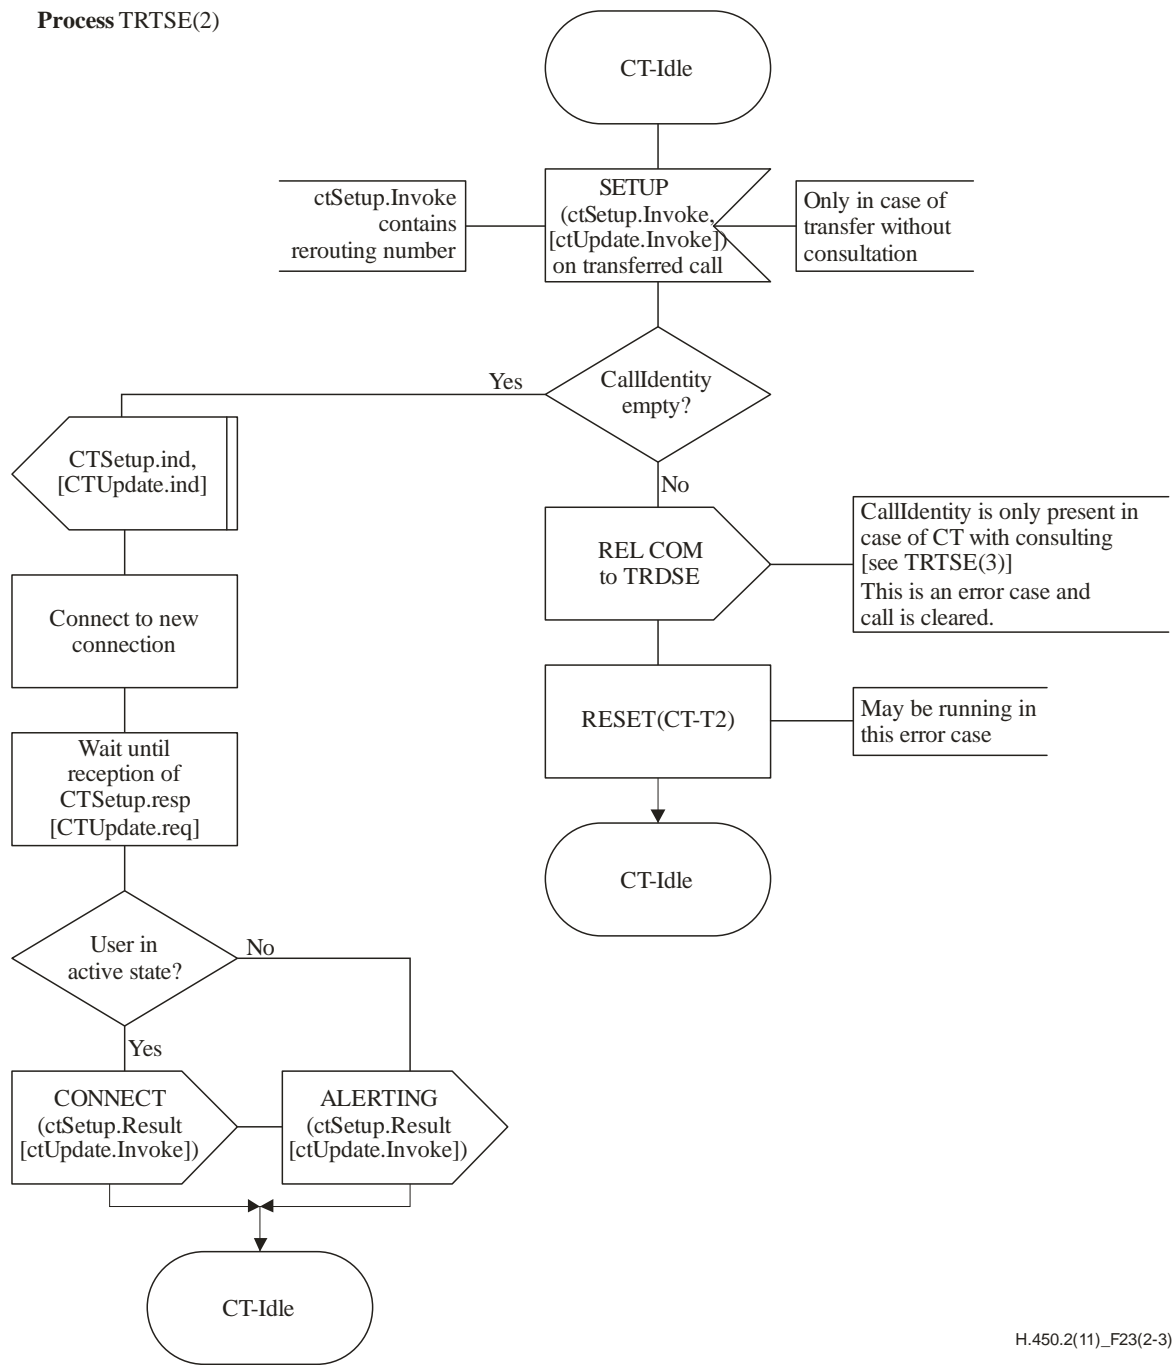 Process TRTSE(2)
CT-Idle
ctSetup.Invoke
contains
rerouting number
SETUP
(ctSetup.Invoke,
[ctUpdate.Invoke])
on transferred call
Only in case of
transfer without
consultation
Yes
CallIdentity
empty?
No
CTSetup.ind,
[CTUpdate.ind]
REL COM
to TRDSE
CallIdentity is only present in
case of CT with consulting
[see TRTSE(3)]
This is an error case and
call is cleared.
Connect to new
connection
RESET(CT-T2)
May be running in
this error case
Wait until
reception of
CTSetup.resp
[CTUpdate.req]
CT-Idle
User in
active state?
No
Yes
CONNECT
(ctSetup.Result
[ctUpdate.Invoke])
ALERTING
(ctSetup.Result
[ctUpdate.Invoke])
CT-Idle
H.450.2(11)_F23(2-3)